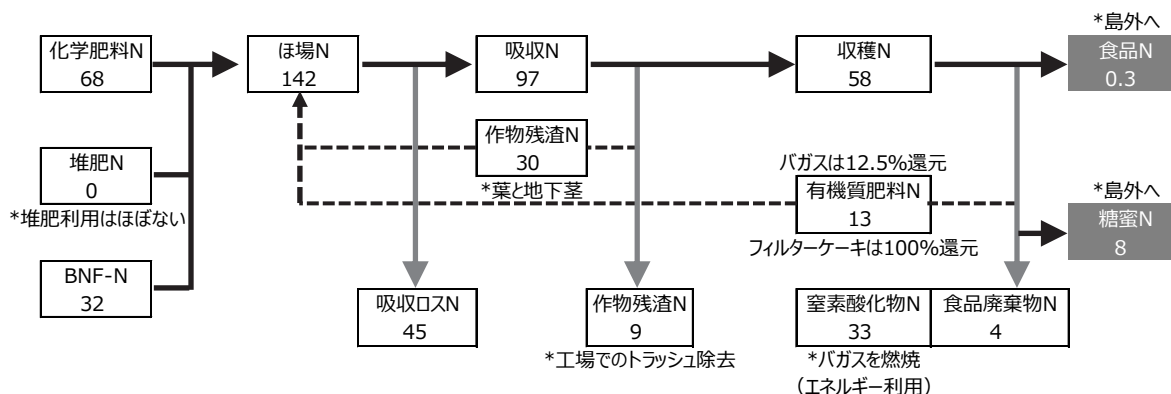 *島外へ
化学肥料N
68
ほ場N
142
吸収N
97
収穫N
58
食品N
0.3
作物残渣N
30
*葉と地下茎
バガスは12.5%還元
有機質肥料N
13
フィルターケーキは100%還元
堆肥N
0
*堆肥利用はほぼない
*島外へ
糖蜜N
8
BNF-N
32
吸収ロスN
45
作物残渣N
9
*工場でのトラッシュ除去
窒素酸化物N
33
*バガスを燃焼
(エネルギー利用)
食品廃棄物N
4